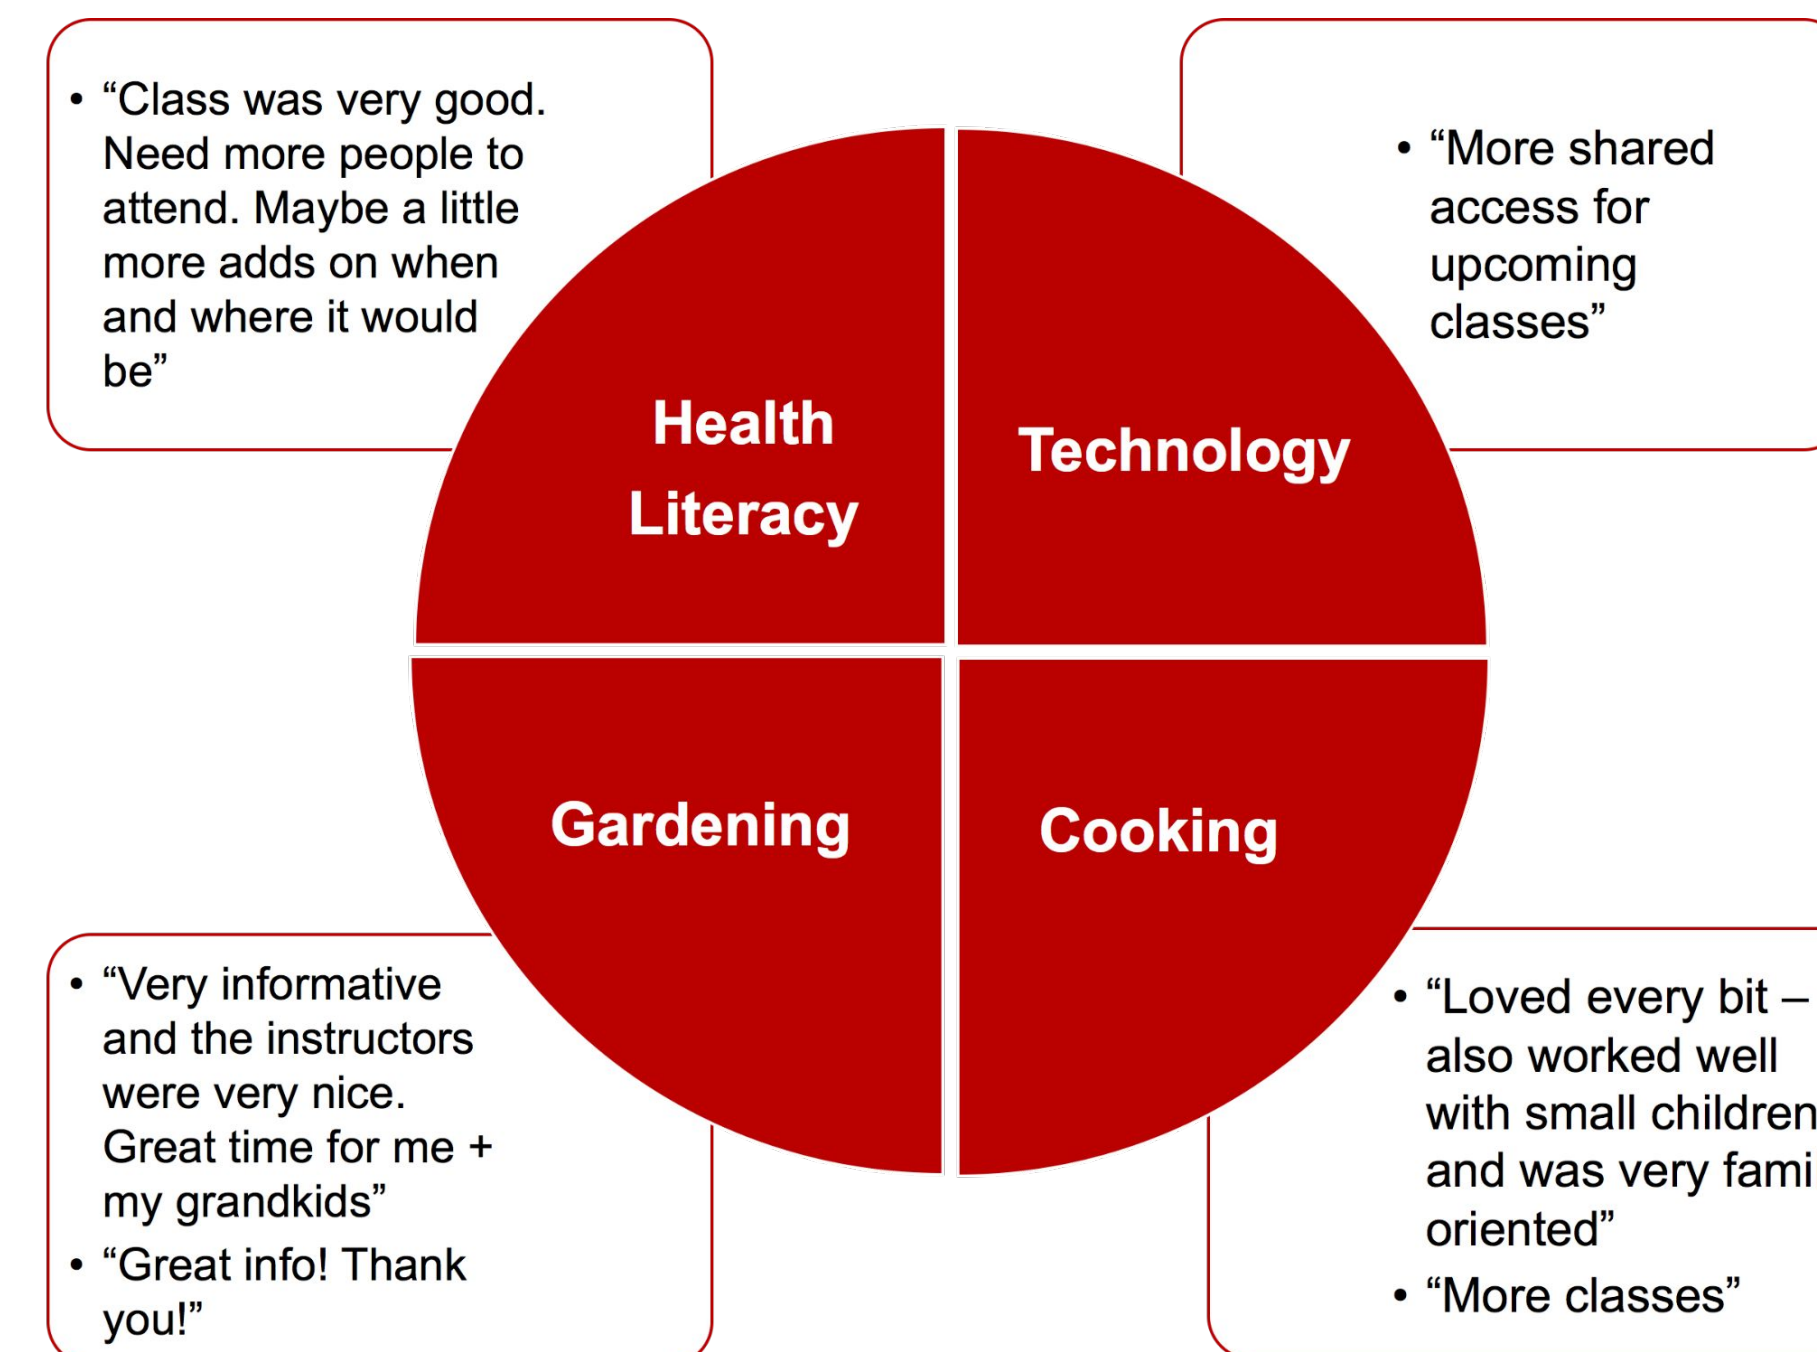 • “Class was very good.
Need more people to
attend. Maybe a little
more adds on when
and where it would
be”
• “More shared
access for
upcoming
classes”
Health
Literacy
Technology
Gardening
Cooking
• “Very informative
and the instructors
were very nice.
Great time for me +
my grandkids”
• “Great info! Thank
you!”
• “Loved every bit –
also worked well
with small children
and was very
oriented”
• “More classes”